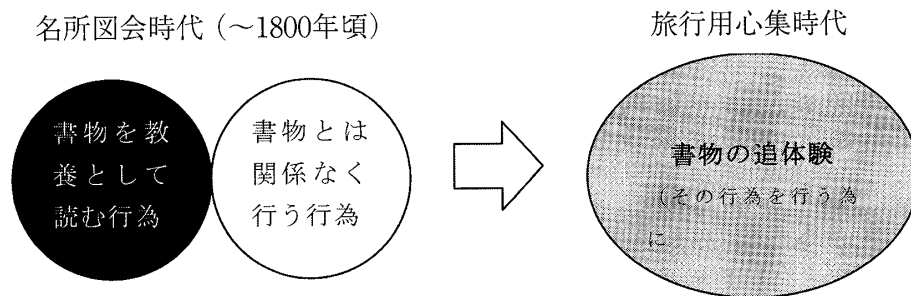 名所図会時代（〜1800年頃）
旅行用心集時代
書物を教
養として
読む行為
書物とは
関係なく
行う行為
書物の追体験
（その行為を行う為
に